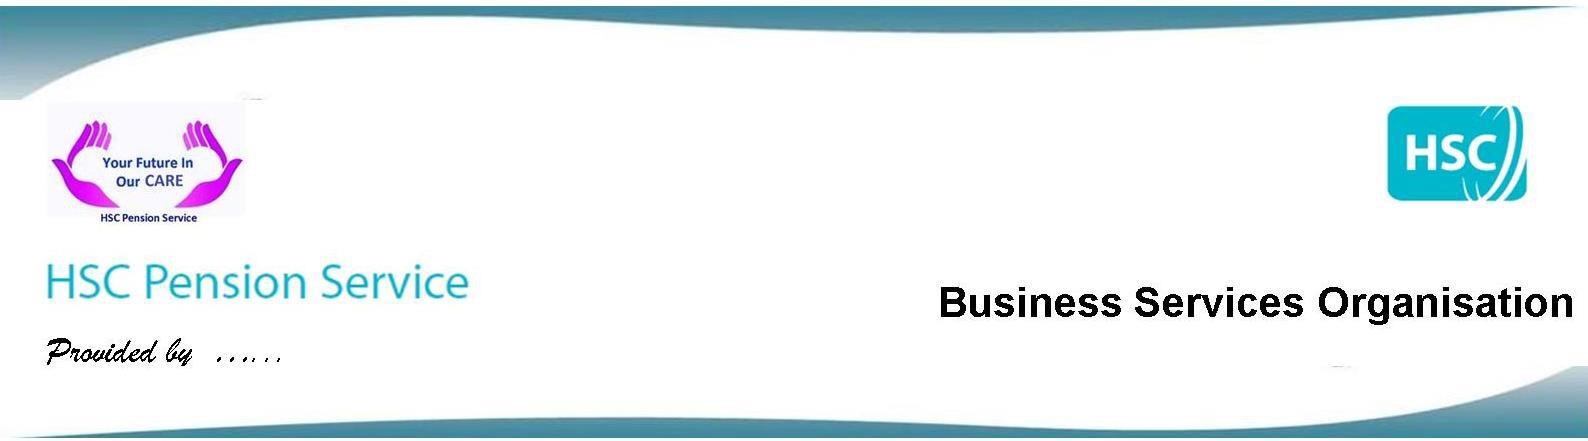 Your Future In
Our CARE
HSC Pension Service
HSC
HSC Pension Service
Business Services Organisation
Provided by ......